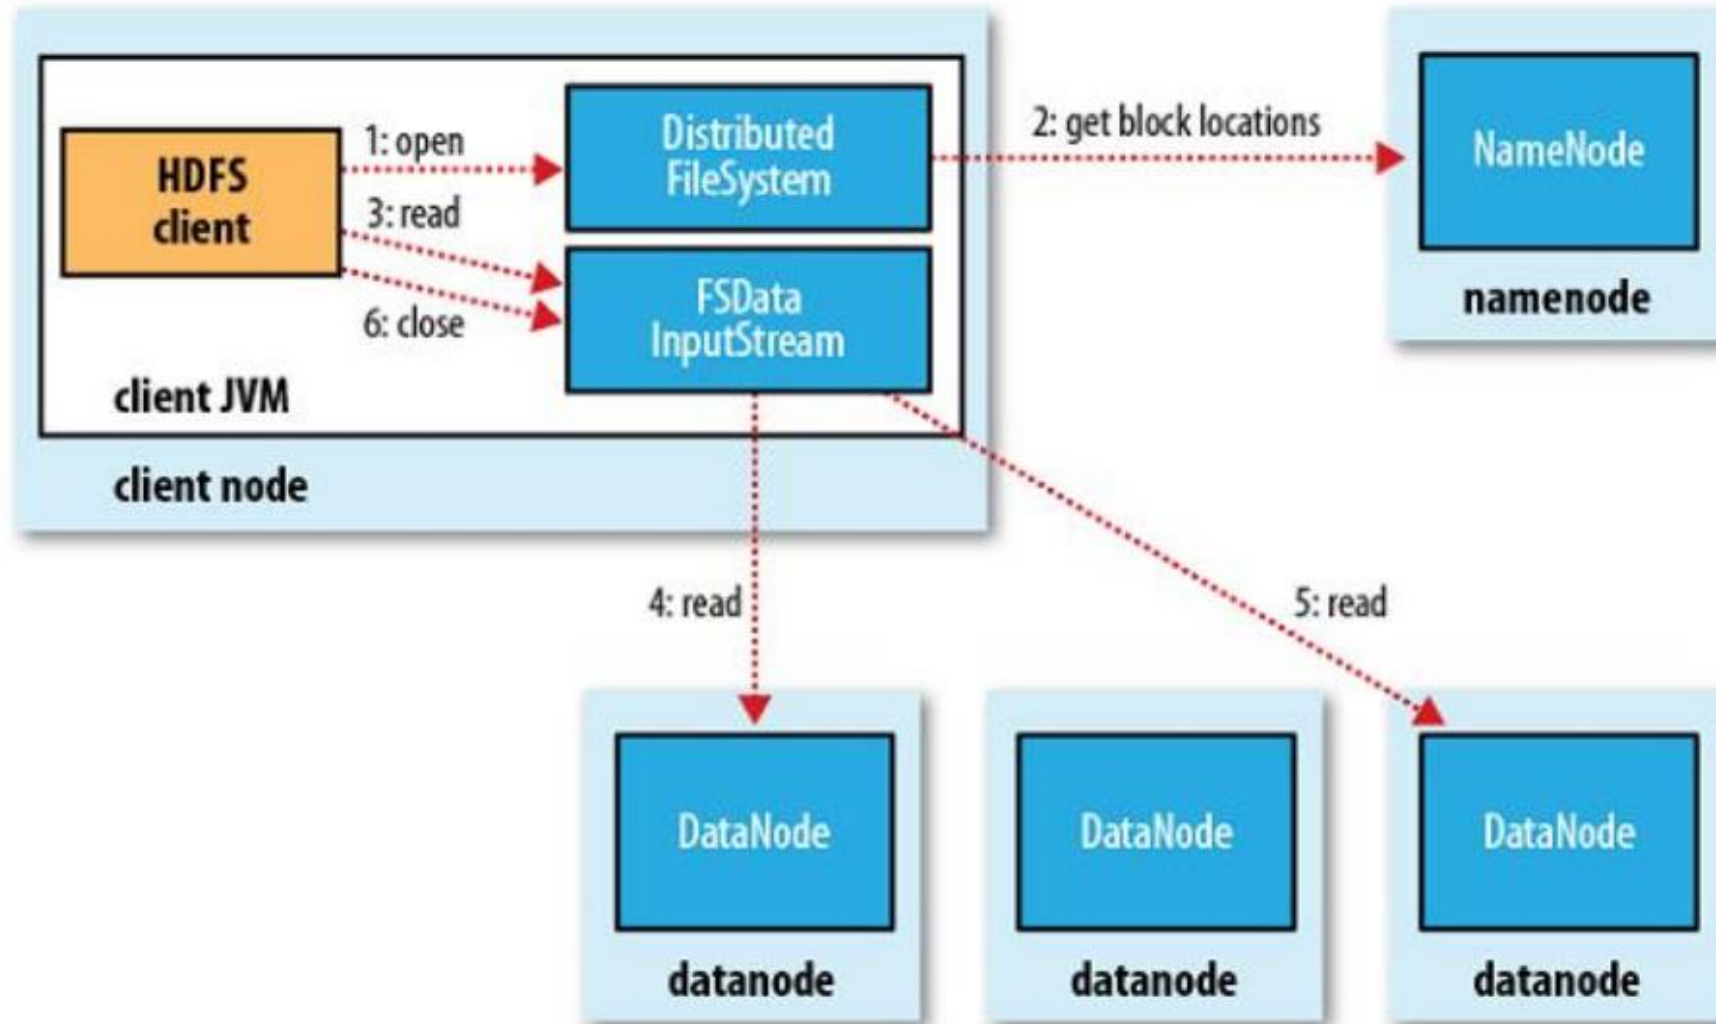 HDFS
client
1: open
3: read
6: close
Distributed
FileSystem
FSData
InputStream
client JVM
client node
2: get block locations
NameNode
namenode
4: read
5: read
DataNode
datanode
DataNode
datanode
DataNode
datanode